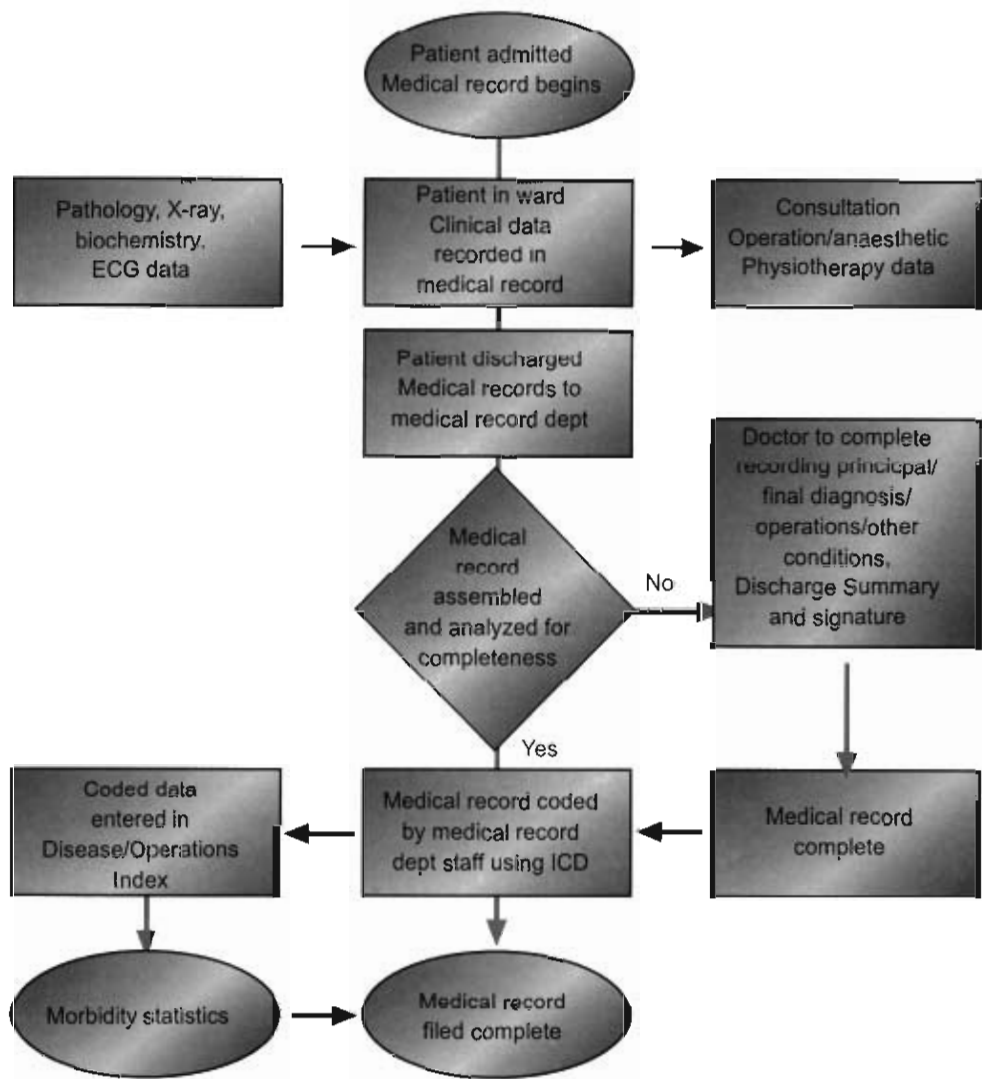 Patient admitted
Medical record begins
Pathology, X-ray,
biochemistry,
ECG data
Patient in ward
Clinical data
recorded in
medical record
Consultation
Operation/anaesthetic
Physiotherapy data
Patient discharged
Medical records to
medical record dept
Medical
record
assembled
and analyzed for
completeness
No
Doctor to complete
recording princicpal/
final diagnosis/
operations/other
conditions,
Discharge Summary
and signature
Yes
Coded data
entered in
Disease/Operations
Index
Medical record coded
by medical record
dept staff using ICD
Medical record
complete
Morbidity statistics
Medical record
filed complete